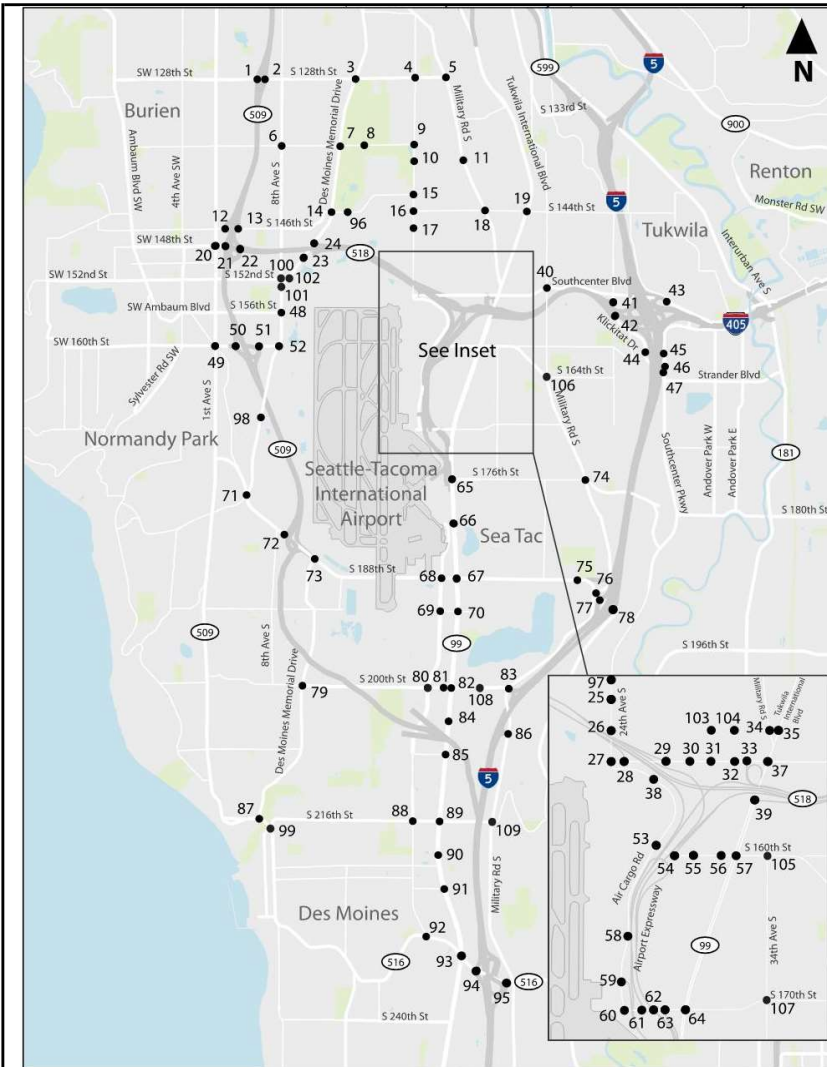 N
599
5
SW 128th St
1
2
S 128th St
3
4
5
Military Rd S
Tukwila International Blvd
S 133rd St
900
Burien
509
Des Moines Memorial Drive
Ambaum Blvd SW
4th Ave SW
8th Ave S
6
7
8
9
10
11
Renton
Monster Rd SW
15
5
14
96
16
18
19
S 144th St
S 146th St
17
Tukwila
Interurban Ave S
12
13
SW 148th St
20
21
22
24
23
518
SW 152nd St
S 152nd St
100
102
101
40
Southcenter Blvd
41
43
SW Ambaum Blvd
S 156th St
48
42
Klickitat Dr
405
SW 160th St
50
51
52
49
See Inset
44
45
46
47
Strander Blvd
Sylvester Rd SW
1st Ave S
S 164th St
106
Military Rd S
98
Normandy Park
509
Southcenter Pkwy
Andover Park W
Andover Park E
181
Seattle-Tacoma
International
Airport
S 176th St
65
74
71
66
Sea Tac
S 180th St
72
73
S 188th St
68
67
75
76
77
78
69
70
509
8th Ave S
99
S 196th St
Des Moines Memorial Drive
79
S 200th St
80
81
82
108
83
84
86
85
5
87
99
S 216th St
88
89
109
90
Military Rd S
91
Des Moines
92
516
93
94
95
516
S 240th St
97
25
24th Ave S
26
103
104
Military Rd S
Tukwila
International
Blvd
34
35
27
28
29
30
31
32
33
37
38
518
39
53
S 160th St
54
55
56
57
105
Air Cargo Rd
Airport Expressway
58
99
34th Ave S
59
S 170th St
60
61
62
63
64
107